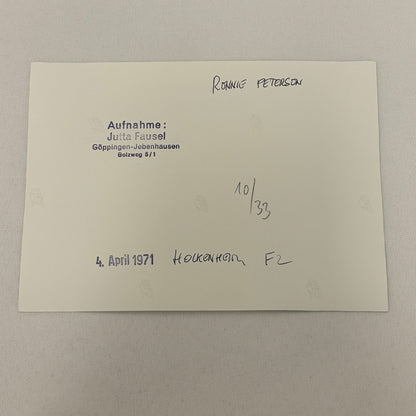 RONNIE PETERSON
Aufnahme:
Jutta Fausel
Göppingen-Jebenhausen
Bolzweg 5/1
10/33
4. April 1971 HOCKENHEIM F2